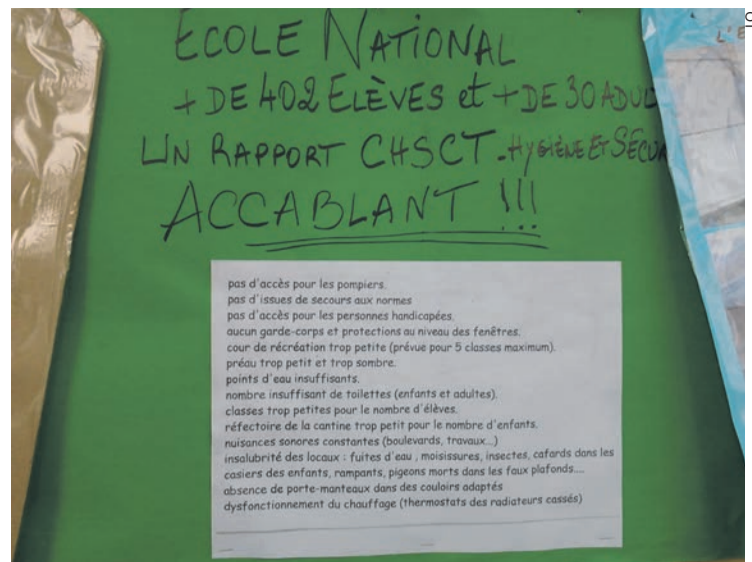 L'E
ECOLE NATIONAL
+ DE 402 ELÈVES et + DE 30 ADUL
UN RAPPORT CHSCT. HYGIÈNE ET SÉCUR
ACCABLANT !!!
pas d'accès pour les pompiers.
pas d'issues de secours aux normes
pas d'accès pour les personnes handicapées.
aucun garde-corps et protections au niveau des fenêtres.
cour de récréation trop petite (prévue pour 5 classes maximum).
préau trop petit et trop sombre.
points d'eau insuffisants.
nombre insuffisant de toilettes (enfants et adultes).
classes trop petites pour le nombre d'élèves.
réfectoire de la cantine trop petit pour le nombre d'enfants.
nuisances sonores constantes (boulevards, travaux...)
insalubrité des locaux : fuites d'eau , moisissures, insectes, cafards dans les
casiers des enfants, rampants, pigeons morts dans les faux plafonds....
absence de porte-manteaux dans des couloirs adaptés
dysfonctionnement du chauffage (thermostats des radiateurs cassés)